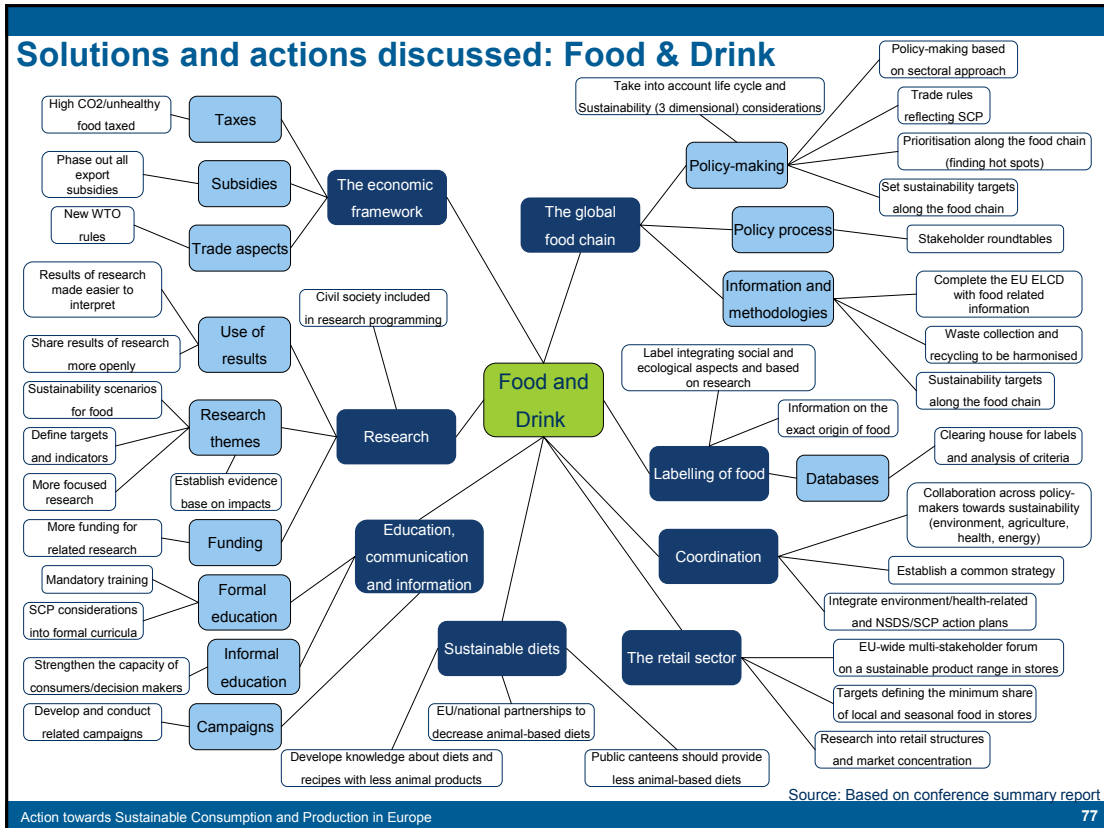 Solutions and actions discussed: Food & Drink
High CO2/unhealthy
food taxed
Taxes
Phase out all
export
subsidies
Subsidies
New WTO
rules
Trade aspects
The economic
framework
Results of research
made easier to
interpret
Share results of research
more openly
Use of
results
Civil society included
in research programming
Sustainability scenarios
for food
Define targets
and indicators
More focused
research
Research
themes
Establish evidence
base on impacts
Research
More funding for
related research
Funding
Mandatory training
SCP considerations
into formal curricula
Formal
education
Education,
communication
and information
Strengthen the capacity of
consumers/decision makers
Informal
education
Develop and conduct
related campaigns
Campaigns
Food and
Drink
Take into account life cycle and
Sustainability (3 dimensional) considerations
Policy-making based
on sectoral approach
Trade rules
reflecting SCP
Prioritisation along the food chain
(finding hot spots)
Set sustainability targets
along the food chain
Policy-making
The global
food chain
Policy process
Stakeholder roundtables
Information and
methodologies
Complete the EU ELCD
with food related
information
Waste collection and
recycling to be harmonised
Sustainability targets
along the food chain
Label integrating social and
ecological aspects and based
on research
Information on the
exact origin of food
Labelling of food
Databases
Clearing house for labels
and analysis of criteria
Coordination
Collaboration across policy-
makers towards sustainability
(environment, agriculture,
health, energy)
Establish a common strategy
Integrate environment/health-related
and NSDS/SCP action plans
The retail sector
EU-wide multi-stakeholder forum
on a sustainable product range in stores
Targets defining the minimum share
of local and seasonal food in stores
Research into retail structures
and market concentration
Sustainable diets
EU/national partnerships to
decrease animal-based diets
Develope knowledge about diets and
recipes with less animal products
Public canteens should provide
less animal-based diets
Source: Based on conference summary report
Action towards Sustainable Consumption and Production in Europe
77